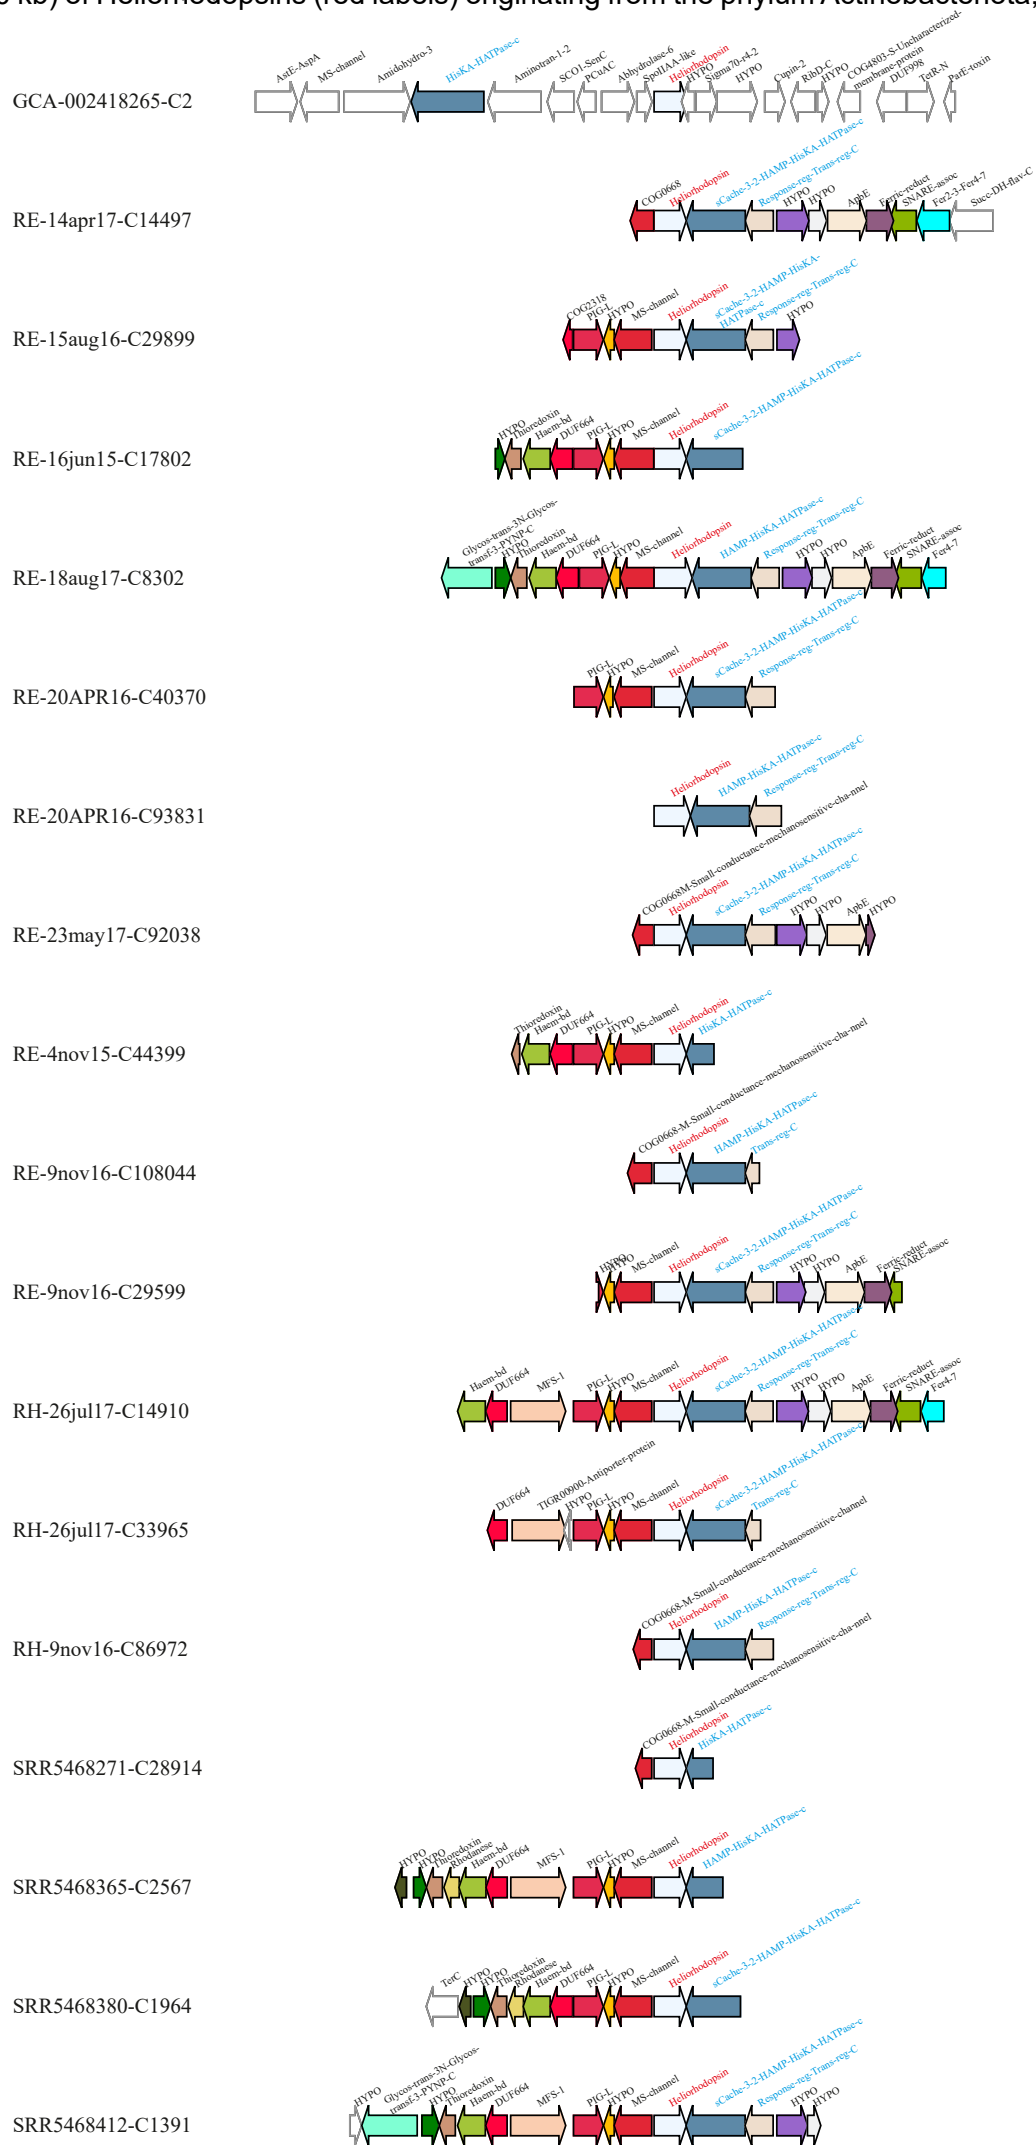 kb) of Heliorhodopsins (red labels) originating from the phylum Actinobacteriota,
GCA-002418265-C2
AstE-AspA
MS-channel
Amidohydro-3
HisKA-HATPase-c
Aminotran-1-2
SCO1-SenC
PCuAC
Abhydrolase-6
SpoIIAA-like
Heliorhodopsin
HYPO
Sigma70-r4-2
HYPO
Cupin-2
RibD-C
HYPO
COG4803-S-Uncharacterized-
membrane-protein
DUF998
TetR-N
ParE-toxin
RE-14apr17-C14497
COG0668
Heliorhodopsin
sCache-3-2-HAMP-HisKA-HATPase-c
Response-reg-Trans-reg-C
HYPO
HYPO
ApbE
Ferric-reduct
SNARE-assoc
Fer2-3-Fer4-7
Succ-DH-flav-C
RE-15aug16-C29899
COG2318
PIG-L
HYPO
MS-channel
Heliorhodopsin
sCache-3-2-HAMP-HisKA-
HATPase-c
Response-reg-Trans-reg-C
HYPO
RE-16jun15-C17802
HYPO
Thioredoxin
Haem-bd
DUF664
PIG-L
HYPO
MS-channel
Heliorhodopsin
sCache-3-2-HAMP-HisKA-HATPase-c
RE-18aug17-C8302
Glycos-trans-3N-Glycos-
transf-3-PYNP-C
HYPO
Thioredoxin
Haem-bd
DUF664
PIG-L
HYPO
MS-channel
Heliorhodopsin
HAMP-HisKA-HATPase-c
Response-reg-Trans-reg-C
HYPO
HYPO
ApbE
Ferric-reduct
SNARE-assoc
Fer4-7
RE-20APR16-C40370
PIG-L
HYPO
MS-channel
Heliorhodopsin
sCache-3-2-HAMP-HisKA-HATPase-c
Response-reg-Trans-reg-C
RE-20APR16-C93831
Heliorhodopsin
HAMP-HisKA-HATPase-c
Response-reg-Trans-reg-C
RE-23may17-C92038
COG0668M-Small-conductance-mechanosensitive-cha-nnel
Heliorhodopsin
sCache-3-2-HAMP-HisKA-HATPase-c
Response-reg-Trans-reg-C
HYPO
HYPO
ApbE
HYPO
RE-4nov15-C44399
Thioredoxin
Haem-bd
DUF664
PIG-L
HYPO
MS-channel
Heliorhodopsin
HisKA-HATPase-c
RE-9nov16-C108044
COG0668-M-Small-conductance-mechanosensitive-cha-nnel
Heliorhodopsin
HAMP-HisKA-HATPase-c
Trans-reg-C
RE-9nov16-C29599
HYPO
HYPO
MS-channel
Heliorhodopsin
sCache-3-2-HAMP-HisKA-HATPase-c
Response-reg-Trans-reg-C
HYPO
HYPO
ApbE
Ferric-reduct
SNARE-assoc
RH-26jul17-C14910
Haem-bd
DUF664
MFS-1
PIG-L
HYPO
MS-channel
Heliorhodopsin
sCache-3-2-HAMP-HisKA-HATPase-c
Response-reg-Trans-reg-C
HYPO
HYPO
ApbE
Ferric-reduct
SNARE-assoc
Fer4-7
RH-26jul17-C33965
DUF664
TIGR00900-Antiporter-protein
HYPO
PIG-L
HYPO
MS-channel
Heliorhodopsin
sCache-3-2-HAMP-HisKA-HATPase-c
Trans-reg-C
RH-9nov16-C86972
COG0668-M-Small-conductance-mechanosensitive-channel
Heliorhodopsin
HAMP-HisKA-HATPase-c
Response-reg-Trans-reg-C
SRR5468271-C28914
COG0668-M-Small-conductance-mechanosensitive-cha-nnel
Heliorhodopsin
HisKA-HATPase-c
SRR5468365-C2567
HYPO
HYPO
Thioredoxin
Rhodanese
Haem-bd
DUF664
MFS-1
PIG-L
HYPO
MS-channel
Heliorhodopsin
HAMP-HisKA-HATPase-c
SRR5468380-C1964
TerC
HYPO
HYPO
Thioredoxin
Rhodanese
Haem-bd
DUF664
PIG-L
HYPO
MS-channel
Heliorhodopsin
sCache-3-2-HAMP-HisKA-HATPase-c
SRR5468412-C1391
HYPO
Glycos-trans-3N-Glycos-
transf-3-PYNP-C
HYPO
Thioredoxin
Haem-bd
DUF664
MFS-1
PIG-L
HYPO
MS-channel
Heliorhodopsin
sCache-3-2-HAMP-HisKA-HATPase-c
Response-reg-Trans-reg-C
HYPO
HYPO